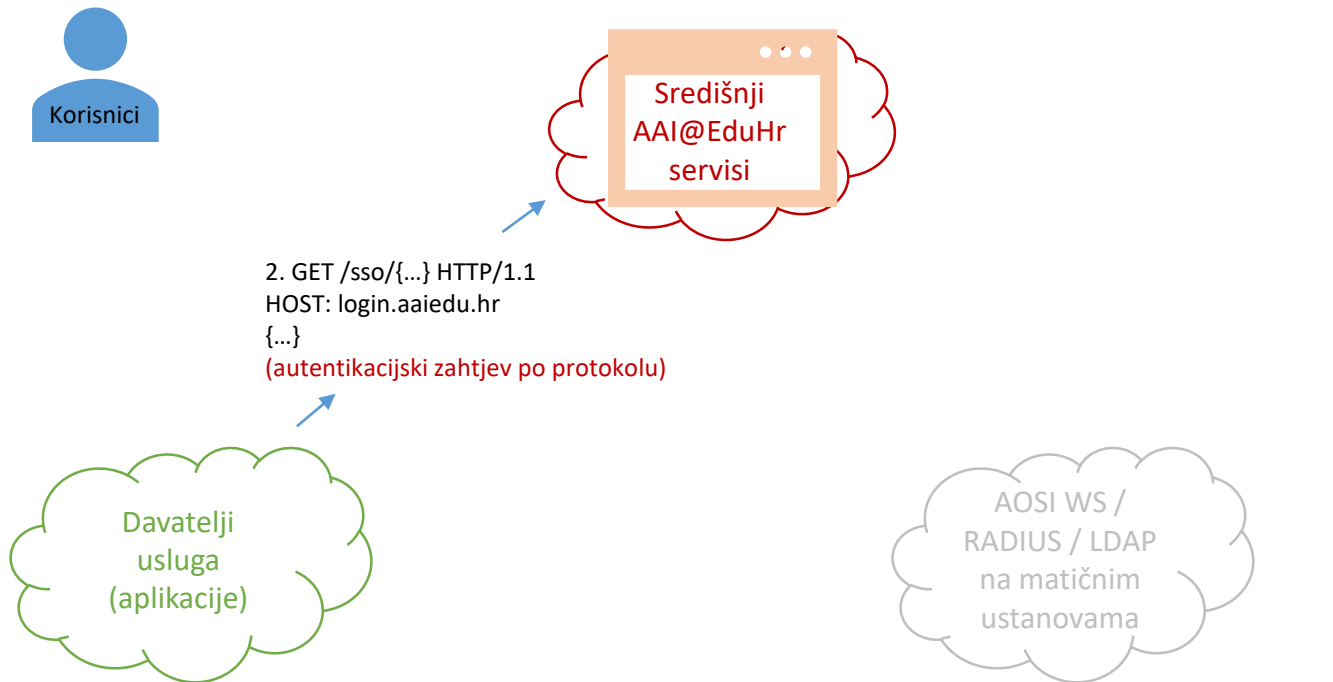 Korisnici
Središnji
AAI@EduHr
servisi
2. GET /sso/{…} HTTP/1.1
HOST: login.aaiedu.hr
{…}
(autentikacijski zahtjev po protokolu)
Davatelji
usluga
(aplikacije)
AOSI WS /
RADIUS / LDAP
na matičnim
ustanovama